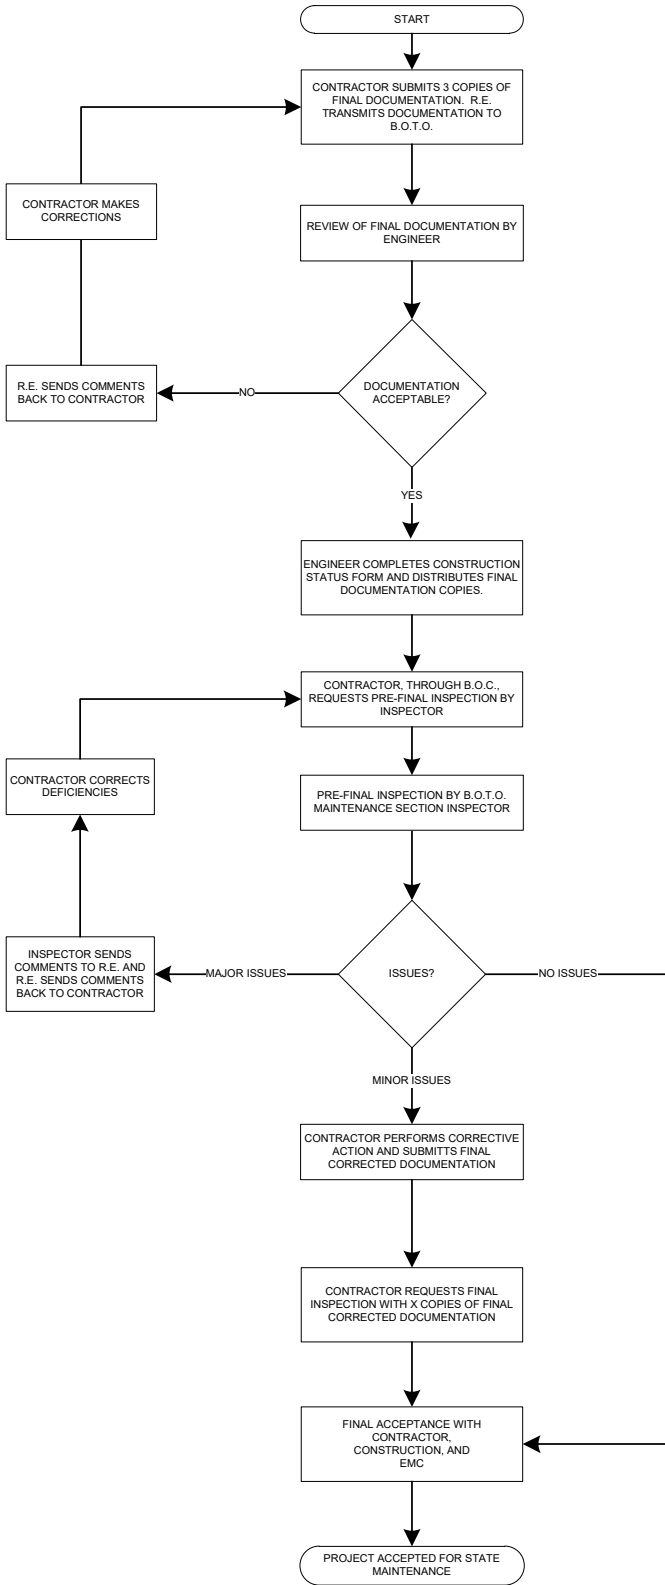 START
CONTRACTOR SUBMITS 3 COPIES OF
FINAL DOCUMENTATION. R.E.
TRANSMITS DOCUMENTATION TO
B.O.T.O.
CONTRACTOR MAKES
CORRECTIONS
REVIEW OF FINAL DOCUMENTATION BY
ENGINEER
R.E. SENDS COMMENTS
BACK TO CONTRACTOR
NO
DOCUMENTATION
ACCEPTABLE?
YES
ENGINEER COMPLETES CONSTRUCTION
STATUS FORM AND DISTRIBUTES FINAL
DOCUMENTATION COPIES.
CONTRACTOR, THROUGH B.O.C.,
REQUESTS PRE-FINAL INSPECTION BY
INSPECTOR
CONTRACTOR CORRECTS
DEFICIENCIES
PRE-FINAL INSPECTION BY B.O.T.O.
MAINTENANCE SECTION INSPECTOR
INSPECTOR SENDS
COMMENTS TO R.E. AND
R.E. SENDS COMMENTS
BACK TO CONTRACTOR
MAJOR ISSUES
ISSUES?
NO ISSUES
MINOR ISSUES
CONTRACTOR PERFORMS CORRECTIVE
ACTION AND SUBMITTS FINAL
CORRECTED DOCUMENTATION
CONTRACTOR REQUESTS FINAL
INSPECTION WITH X COPIES OF FINAL
CORRECTED DOCUMENTATION
FINAL ACCEPTANCE WITH
CONTRACTOR,
CONSTRUCTION, AND
EMC
PROJECT ACCEPTED FOR STATE
MAINTENANCE